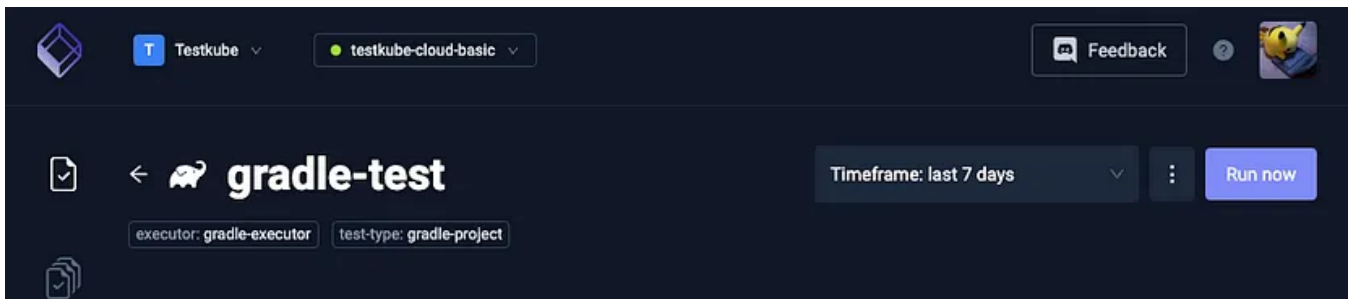 T Testkube testkube-cloud-basic Feedback ?
gradle-test Timeframe: last 7 days Run now
executor: gradle-executor test-type: gradle-project